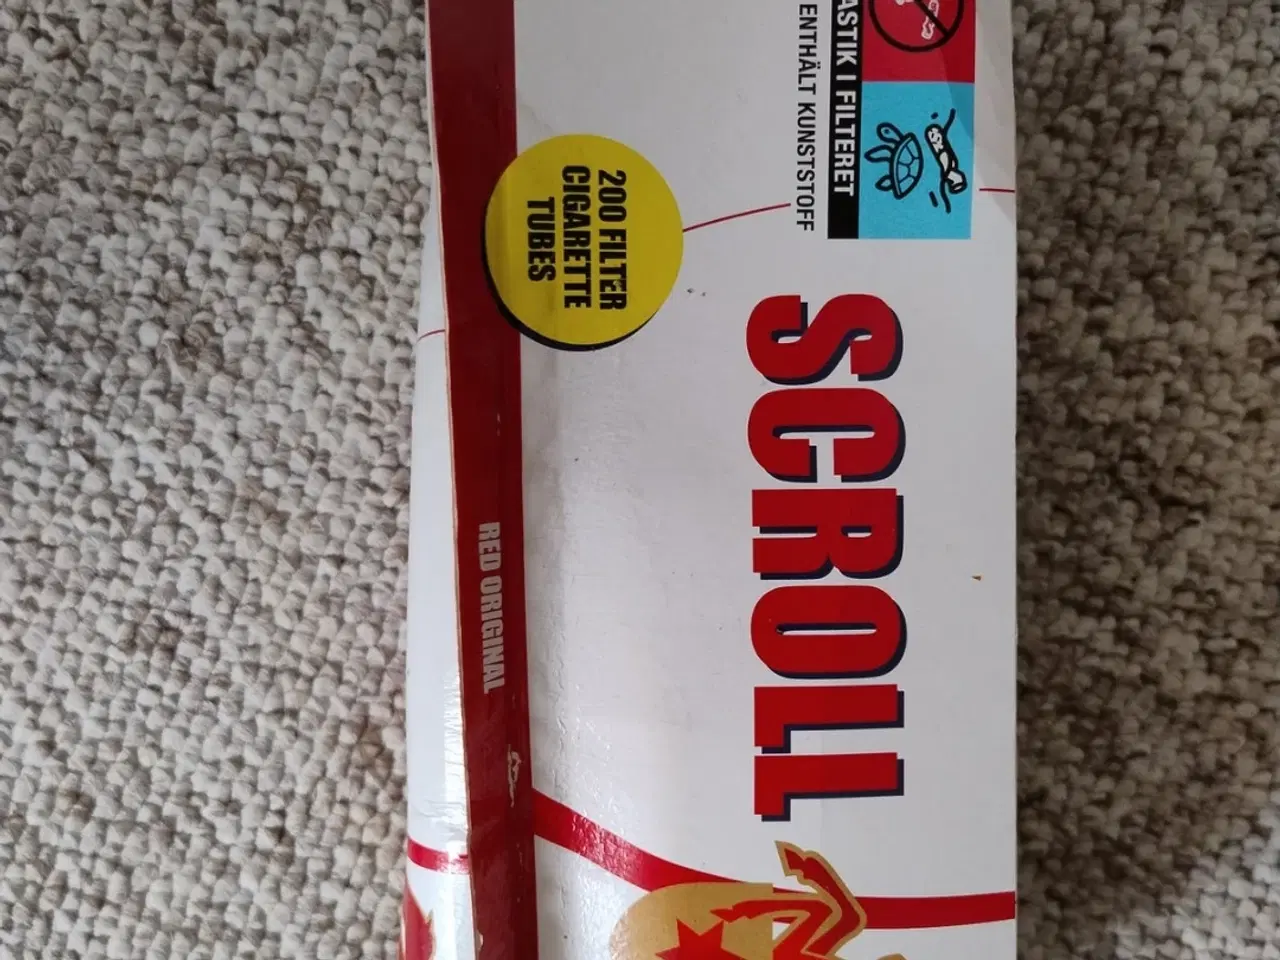 ASTIK I FILTERET
ENTHÄLT KUNSTSTOFF
SCROLL
200 FILTER
CIGARETTE
TUBES
RED ORIGINAL